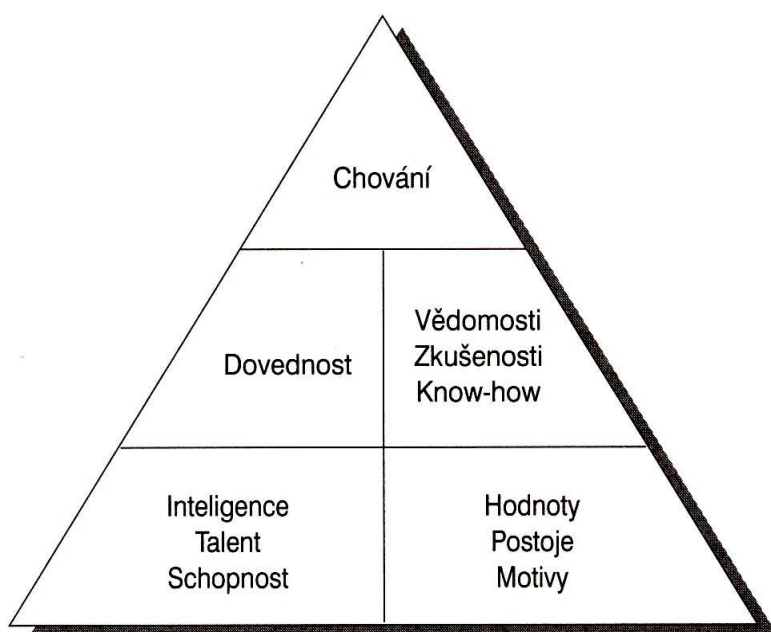 Chování
Dovednost
Vědomosti
Zkušenosti
Know-how
Inteligence
Talent
Schopnost
Hodnoty
Postoje
Motivy